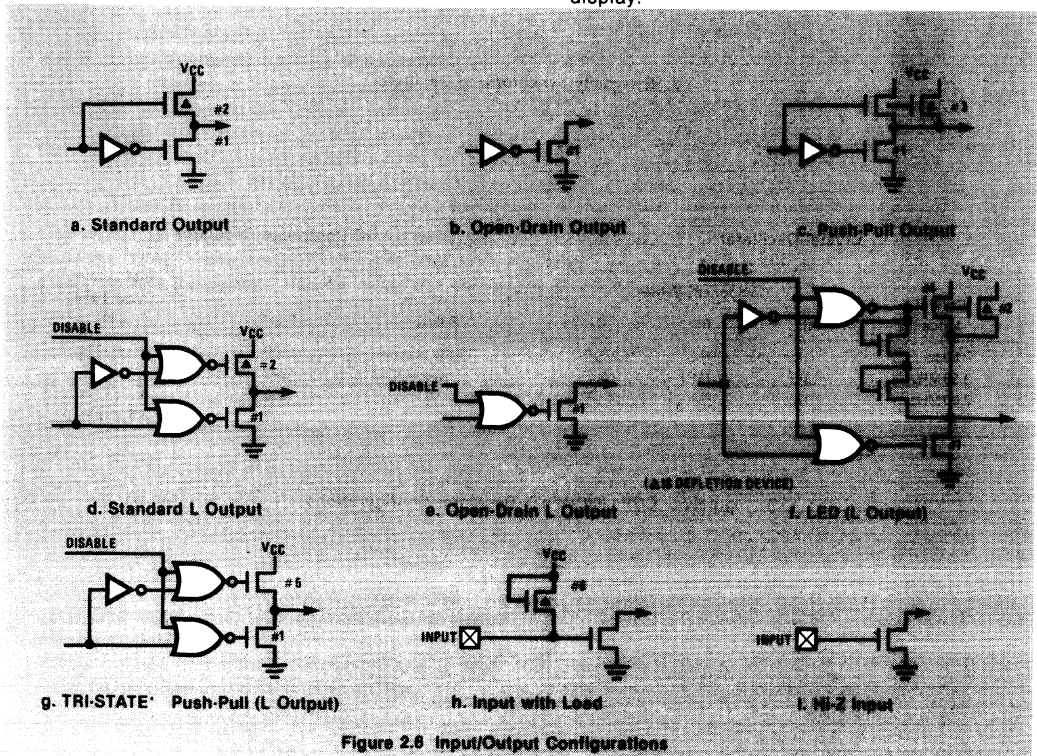 display.
VCC
#2
#1
a. Standard Output
#1
b. Open-Drain Output
VCC
#3
#1
c. Push-Pull Output
DISABLE
VCC
=2
#1
d. Standard L Output
DISABLE
#1
e. Open-Drain L Output
DISABLE
VCC
#4
#2
#1
(▲ IS DEPLETION DEVICE)
f. LED (L Output)
DISABLE
VCC
#5
#1
g. TRI-STATE· Push-Pull (L Output)
VCC
#6
INPUT
h. Input with Load
INPUT
i. Hi-Z Input
Figure 2.6 Input/Output Configurations